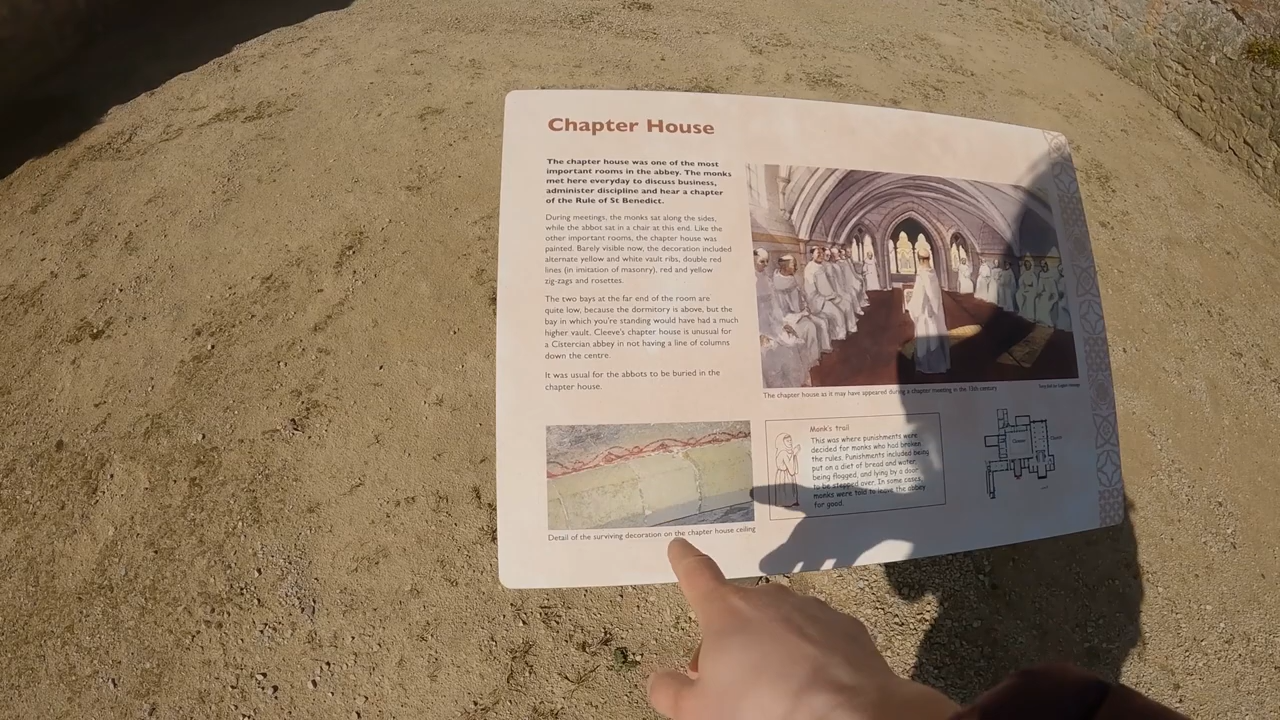 Chapter House
The chapter house was one of the most
important rooms in the abbey. The monks
met here everyday to discuss business,
administer discipline and hear a chapter
of the Rule of St Benedict.
During meetings, the monks sat along the sides,
while the abbot sat in a chair at this end. Like the
other important rooms, the chapter house was
painted. Barely visible now, the decoration included
alternate yellow and white vault ribs, double red
lines (in imitation of masonry), red and yellow
zig-zags and rosettes.
The two bays at the far end of the room are
quite low, because the dormitory is above, but the
bay in which you're standing would have had a much
higher vault. Cleeve's chapter house is unusual for
a Cistercian abbey in not having a line of columns
down the centre.
It was usual for the abbots to be buried in the
chapter house.
The chapter house as it may have appeared during a chapter meeting in the 15th century
Detail of the surviving decoration on the chapter house ceiling
Monk's trail
This was where punishments were
decided for monks who had broken
the rules. Punishments included being
put on a diet of bread and water,
being flogged, and lying by a door
to be stepped over. In some cases,
monks were told to leave the abbey
for good.
Cloister
Church